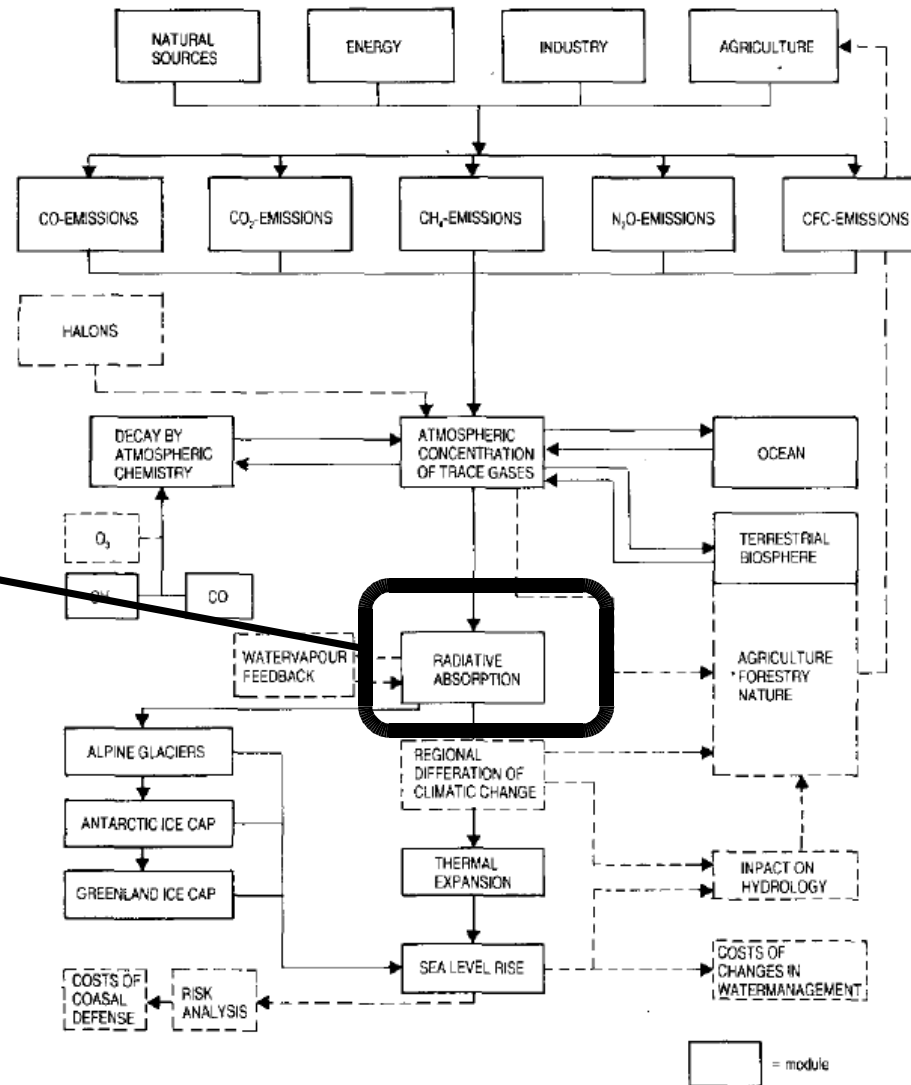 NATURAL
SOURCES
ENERGY
INDUSTRY
AGRICULTURE
CO-EMISSIONS
CO₂-EMISSIONS
CH₄-EMISSIONS
N₂O-EMISSIONS
CFC-EMISSIONS
HALONS
DECAY BY
ATMOSPHERIC
CHEMISTRY
ATMOSPHERIC
CONCENTRATION
OF TRACE GASES
OCEAN
O₃
TERRESTRIAL
BIOSPHERE
CO
WATERVAPOUR
FEEDBACK
RADIATIVE
ABSORPTION
AGRICULTURE
FORESTRY
NATURE
ALPINE GLACIERS
REGIONAL
DIFFERATION OF
CLIMATIC CHANGE
ANTARCTIC ICE CAP
THERMAL
EXPANSION
INPACT ON
HYDROLOGY
GREENLAND ICE CAP
SEA LEVEL RISE
COSTS OF
CHANGES IN
WATERMANAGEMENT
COSTS OF
COASAL
DEFENSE
RISK
ANALYSIS
= module